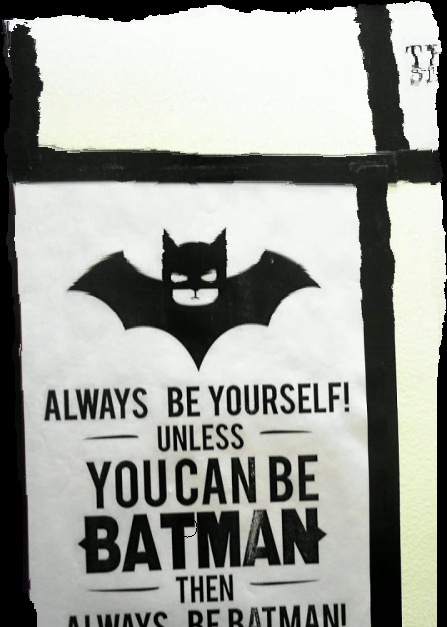 ALWAYS BE YOURSELF!
UNLESS
YOU CAN BE
BATMAN
THEN
ALWAYS BE BATMAN!